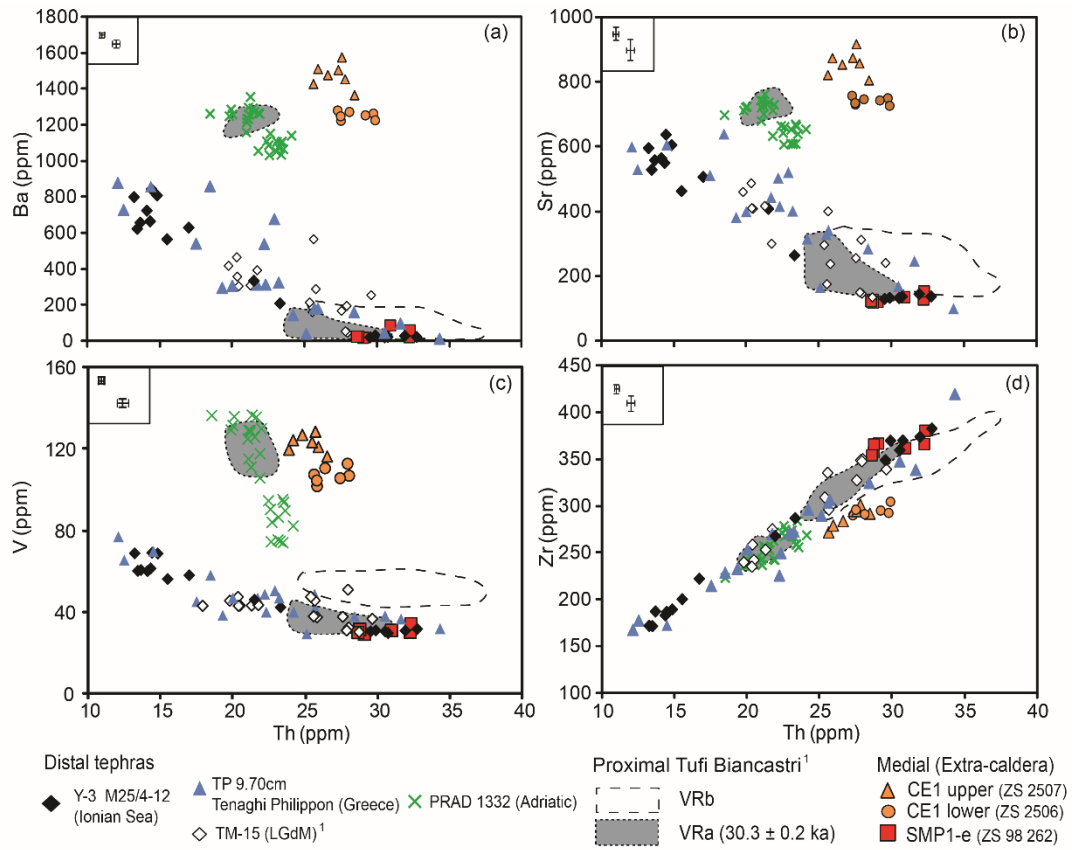 (a)
1800
1600
1400
1200
1000
800
600
400
200
0
Ba (ppm)
(b)
1000
800
600
400
200
0
Sr (ppm)
(c)
160
120
80
40
0
V (ppm)
10 15 20 25 30 35 40
Th (ppm)
(d)
450
400
350
300
250
200
150
100
Zr (ppm)
10 15 20 25 30 35 40
Th (ppm)
Distal tephras
Y-3 M25/4-12
(Ionian Sea)
TP 9.70cm
Tenaghi Philippon (Greece)
TM-15 (LGdM)¹
PRAD 1332 (Adriatic)
Proximal Tufi Biancastri¹
VRb
VRa (30.3 ± 0.2 ka)
Medial (Extra-caldera)
CE1 upper (ZS 2507)
CE1 lower (ZS 2506)
SMP1-e (ZS 98 262)